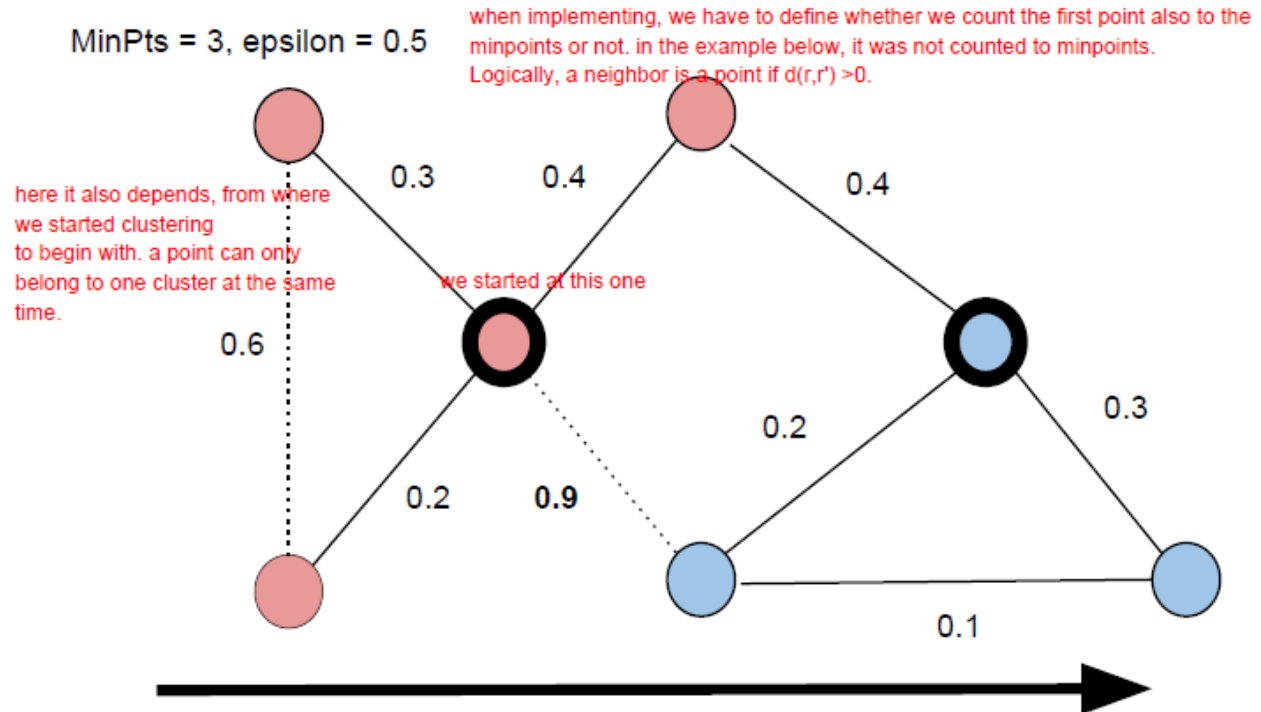 MinPts = 3, epsilon = 0.5
when implementing, we have to define whether we count the first point also to the
minpoints or not. in the example below, it was not counted to minpoints.
Logically, a neighbor is a point if d(r,r') >0.
0.3
0.4
0.4
here it also depends, from where
we started clustering
to begin with. a point can only
belong to one cluster at the same
time.
we started at this one
0.6
0.2
0.3
0.2
0.9
0.1